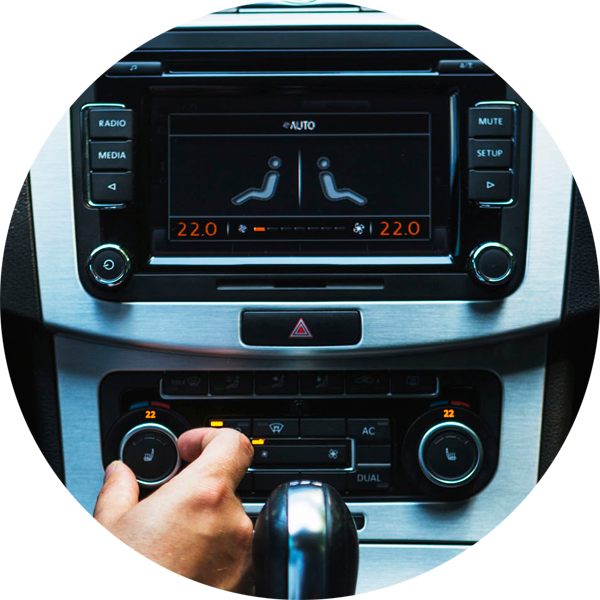 AUTO
RADIO
MUTE
MEDIA
SETUP
22.0
22.0
22
22
AC
DUAL